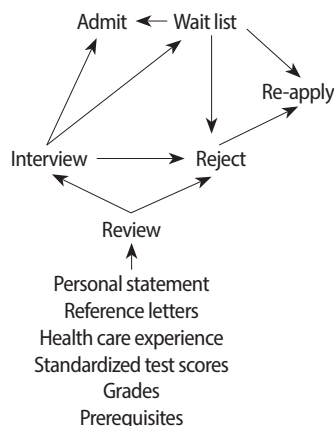 Admit Wait list
Re-apply
Interview Reject
Review
Personal statement
Reference letters
Health care experience
Standardized test scores
Grades
Prerequisites